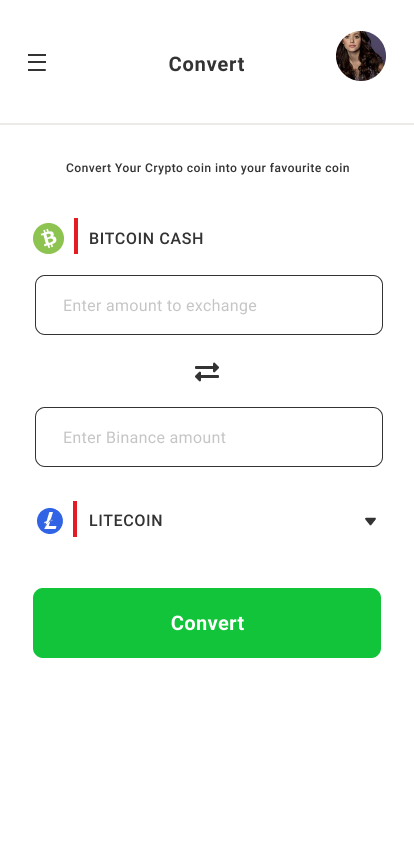 Convert
Convert Your Crypto coin into your favourite coin
BITCOIN CASH
Enter amount to exchange
Enter Binance amount
LITECOIN
Convert